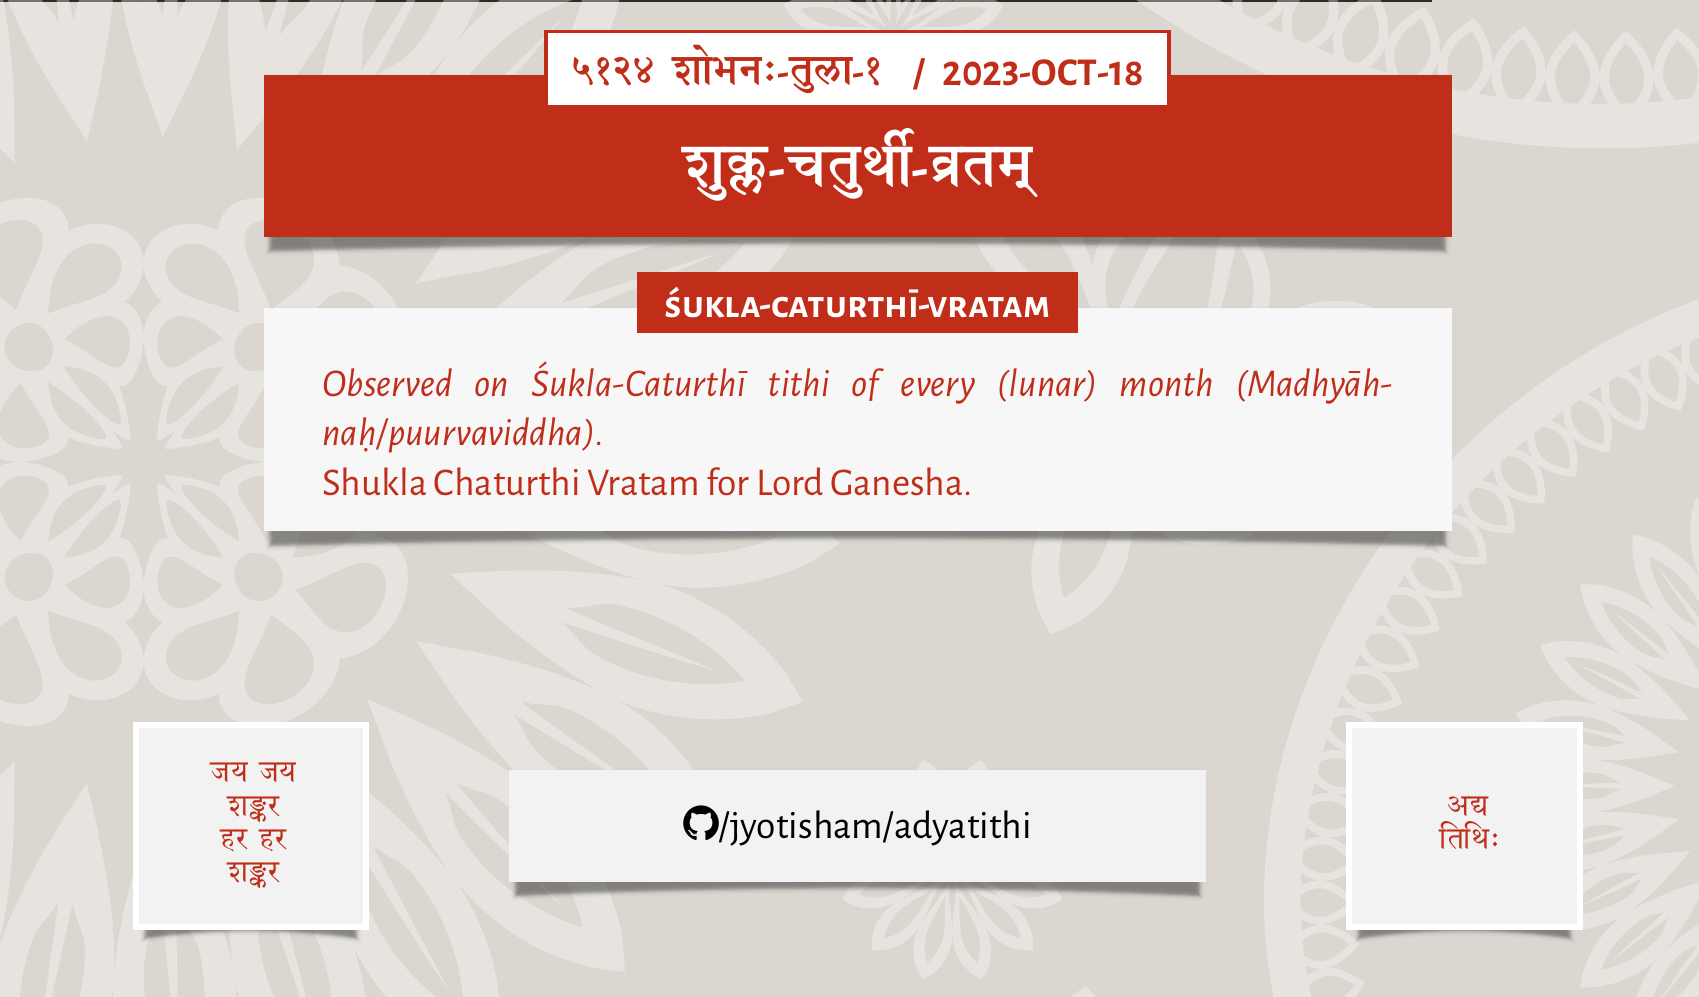 ५१२४ शोभनः-तुला-१ / 2023-OCT-18
शुक्ल-चतुर्थी-व्रतम्
ŚUKLA-CATURTHĪ-VRATAM
Observed on Śukla-Caturthī tithi of every (lunar) month (Madhyāh-
naḥ/puurvaviddha).
Shukla Chaturthi Vratam for Lord Ganesha.
जय जय
शङ्कर
हर हर
शङ्कर
/jyotisham/adyatithi
अद्य
तिथिः